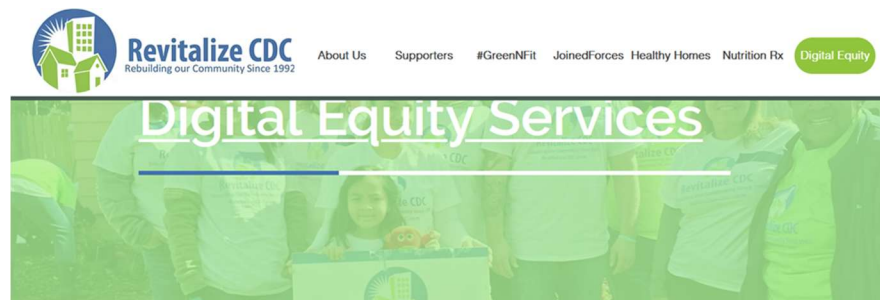 Revitalize CDC
Rebuilding our Community Since 1992
About Us Supporters #GreenNFit JoinedForces Healthy Homes Nutrition Rx Digital Equity
Digital Equity Services